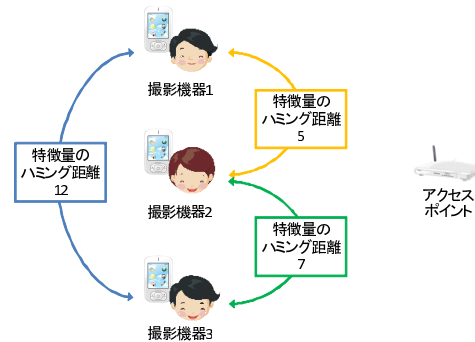 撮影機器1
特徴量の
ハミング距離
5
特徴量の
ハミング距離
12
撮影機器2
アクセス
ポイント
特徴量の
ハミング距離
7
撮影機器3